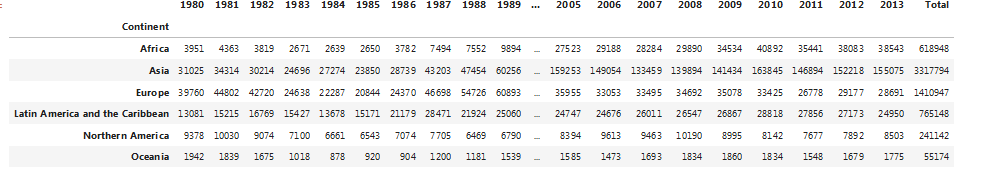 1980 1981 1982 1983 1984 1985 1986 1987 1988 1989 ... 2005 2006 2007 2008 2009 2010 2011 2012 2013 Total
Continent
Africa 3951 4363 3819 2671 2639 2650 3782 7494 7552 9894 ... 27523 29188 28284 29890 34534 40892 35441 38083 38543 618948
Asia 31025 34314 30214 24696 27274 23850 28739 43203 47454 60256 ... 159253 149054 133459 139894 141434 163845 146894 152218 155075 3317794
Europe 39760 44802 42720 24638 22287 20844 24370 46698 54726 60893 ... 35955 33053 33495 34692 35078 33425 26778 29177 28691 1410947
Latin America and the Caribbean 13081 15215 16769 15427 13678 15171 21179 28471 21924 25060 ... 24747 24676 26011 26547 26867 28818 27856 27173 24950 765148
Northern America 9378 10030 9074 7100 6661 6543 7074 7705 6469 6790 ... 8394 9613 9463 10190 8995 8142 7677 7892 8503 241142
Oceania 1942 1839 1675 1018 878 920 904 1200 1181 1539 ... 1585 1473 1693 1834 1860 1834 1548 1679 1775 55174